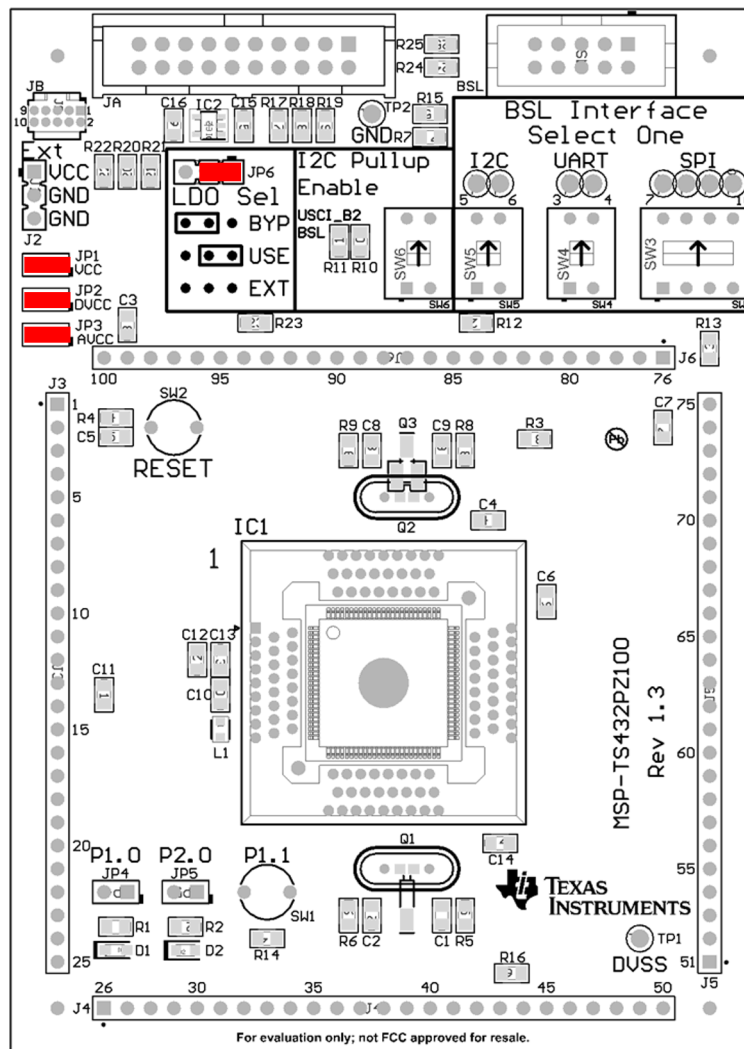 R25
R24
BSL
JB
JA
9
1
10
2
C16
IC2
C15
R17
R18
R19
TP2
GND
R15
R7
BSL Interface
Select One
Ext
VCC
GND
GND
J2
R22
R20
R21
JP6
LDO Sel
BYP
USE
EXT
I2C Pullup
Enable
USCI_B2
BSL
R11
R10
SW6
SW6
I2C
5
6
SW5
SW5
UART
3
4
SW4
SW4
SPI
7
SW3
JP1
VCC
JP2
DVCC
JP3
AVCC
C3
R23
R12
R13
J6
100
95
90
85
80
76
J3
1
5
10
15
20
25
R4
C5
SW2
RESET
R9
C8
Q3
C9
R8
R3
Pb
C7
75
70
65
60
55
51
J5
J5
Q2
C4
IC1
1
C6
C12
C13
C10
C11
L1
MSP-TS432PZ100
Rev 1.3
P1.0
P2.0
P1.1
JP4
JP5
SW1
R1
R2
D1
D2
R14
Q1
C14
R6
C2
C1
R5
TEXAS
INSTRUMENTS
TP1
DVSS
R16
J4
26
30
35
40
45
50
For evaluation only; not FCC approved for resale.